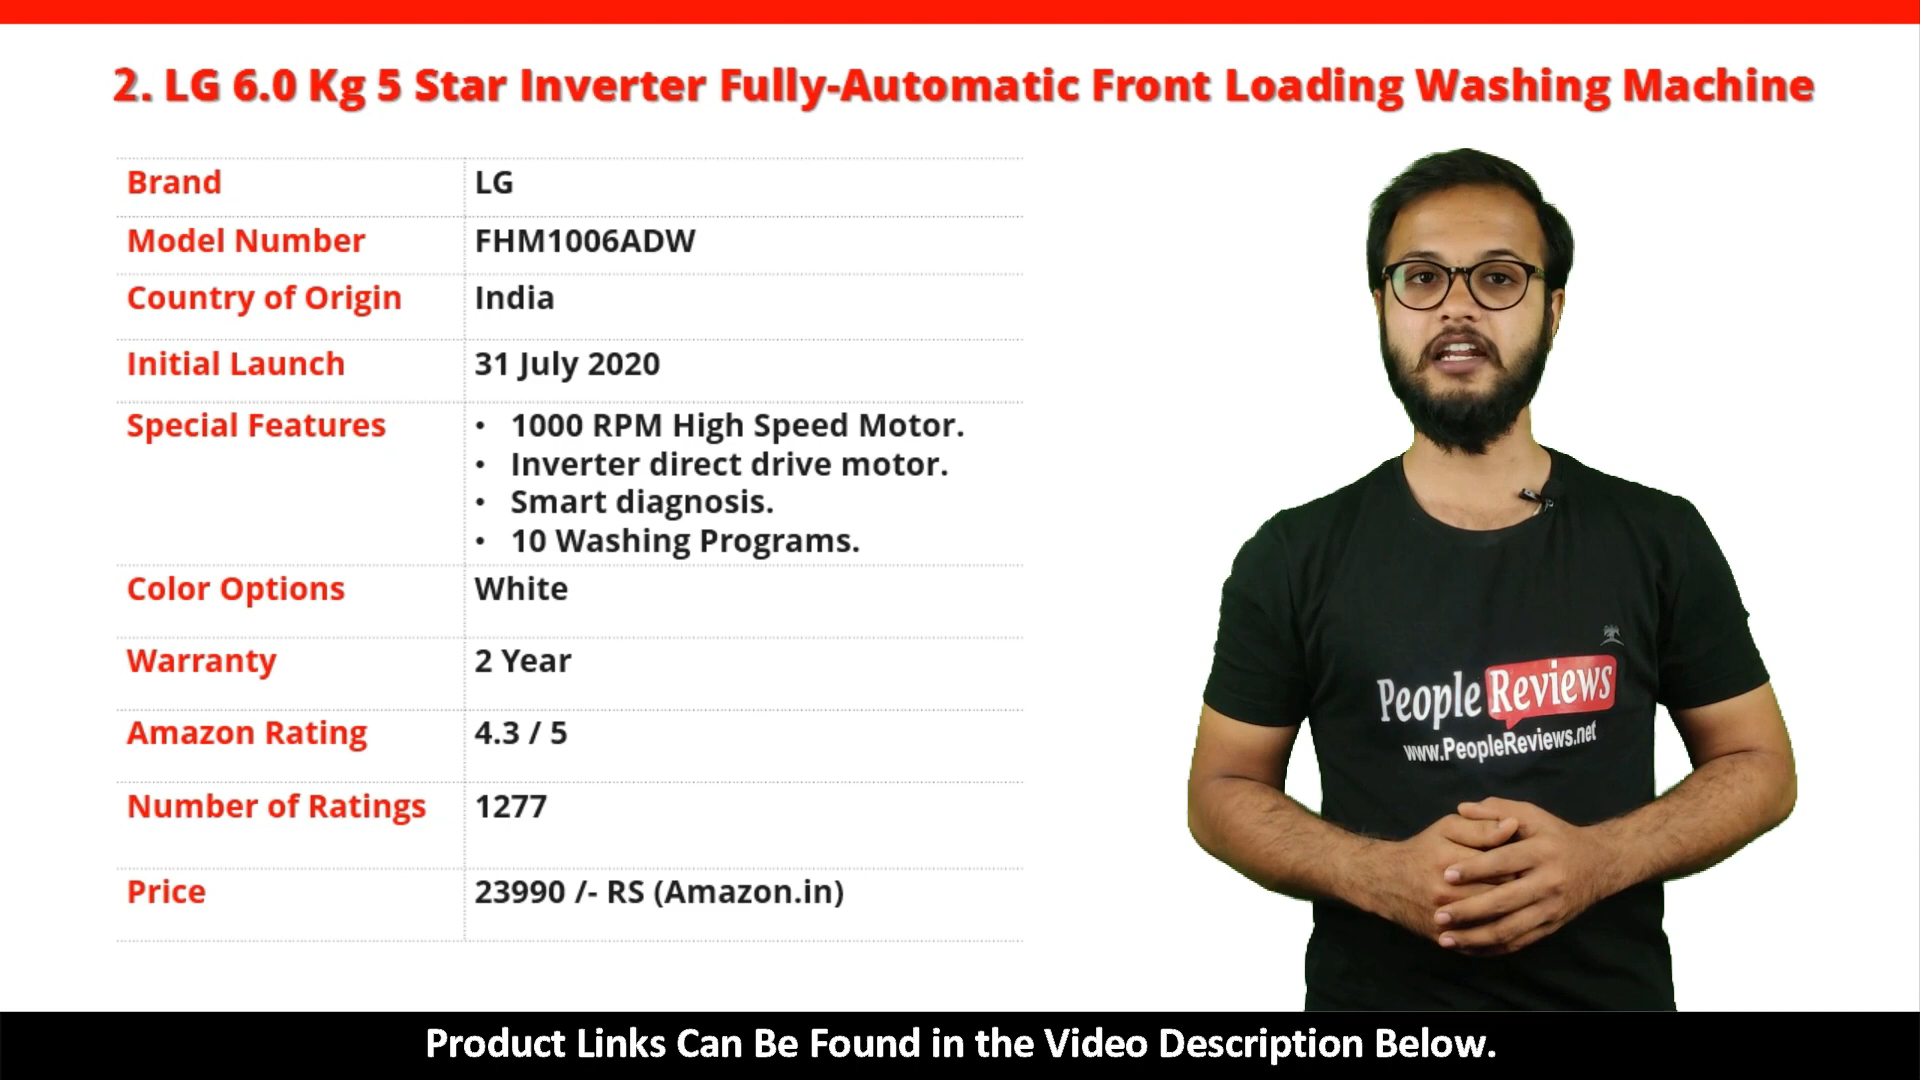 2. LG 6.0 Kg 5 Star Inverter Fully-Automatic Front Loading Washing Machine
Brand LG
Model Number FHM1006ADW
Country of Origin India
Initial Launch 31 July 2020
Special Features • 1000 RPM High Speed Motor.
• Inverter direct drive motor.
• Smart diagnosis.
• 10 Washing Programs.
Color Options White
Warranty 2 Year
Amazon Rating 4.3 / 5
Number of Ratings 1277
Price 23990 /- RS (Amazon.in)
People Reviews
www.PeopleReviews.net
Product Links Can Be Found in the Video Description Below.